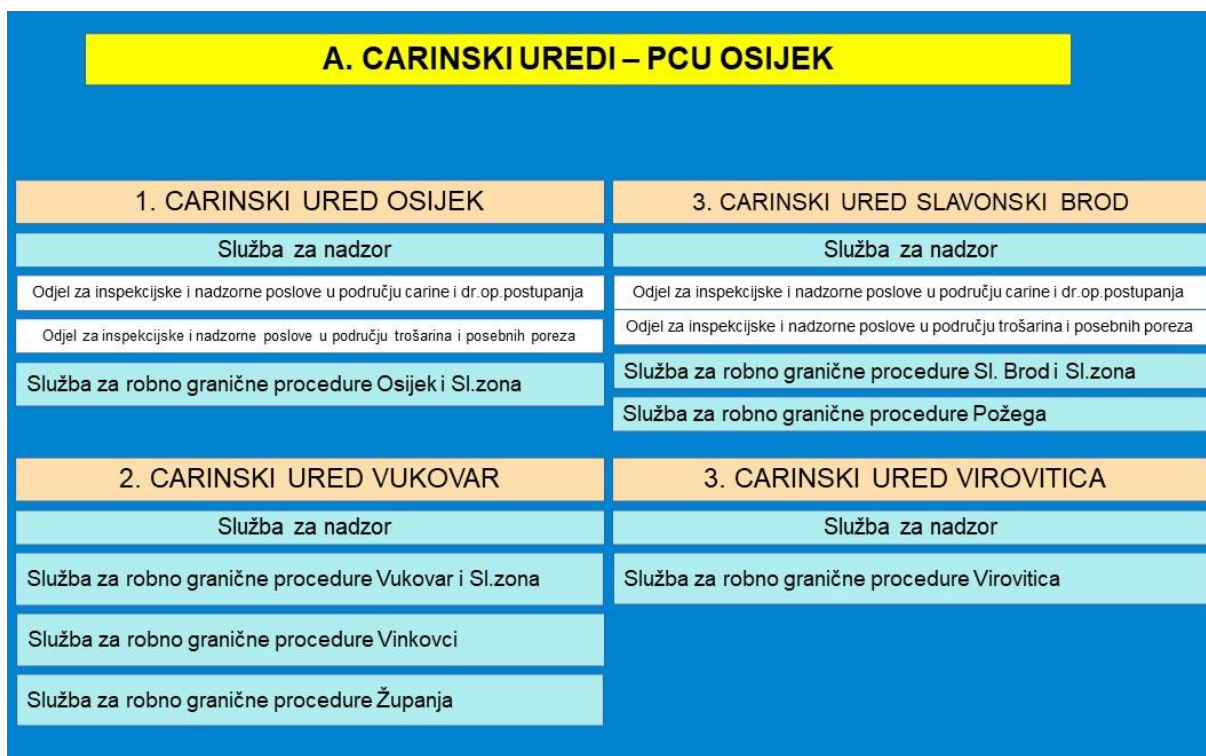 A. CARINSKI UREDI – PCU OSIJEK
1. CARINSKI URED OSIJEK
Služba za nadzor
Odjel za inspekcijske i nadzorne poslove u području carine i dr.op.postupanja
Odjel za inspekcijske i nadzorne poslove u području trošarina i posebnih poreza
Služba za robno granične procedure Osijek i Sl.zona
2. CARINSKI URED VUKOVAR
Služba za nadzor
Služba za robno granične procedure Vukovar i Sl.zona
Služba za robno granične procedure Vinkovci
Služba za robno granične procedure Županja
3. CARINSKI URED SLAVONSKI BROD
Služba za nadzor
Odjel za inspekcijske i nadzorne poslove u području carine i dr.op.postupanja
Odjel za inspekcijske i nadzorne poslove u području trošarina i posebnih poreza
Služba za robno granične procedure Sl. Brod i Sl.zona
Služba za robno granične procedure Požega
3. CARINSKI URED VIROVITICA
Služba za nadzor
Služba za robno granične procedure Virovitica